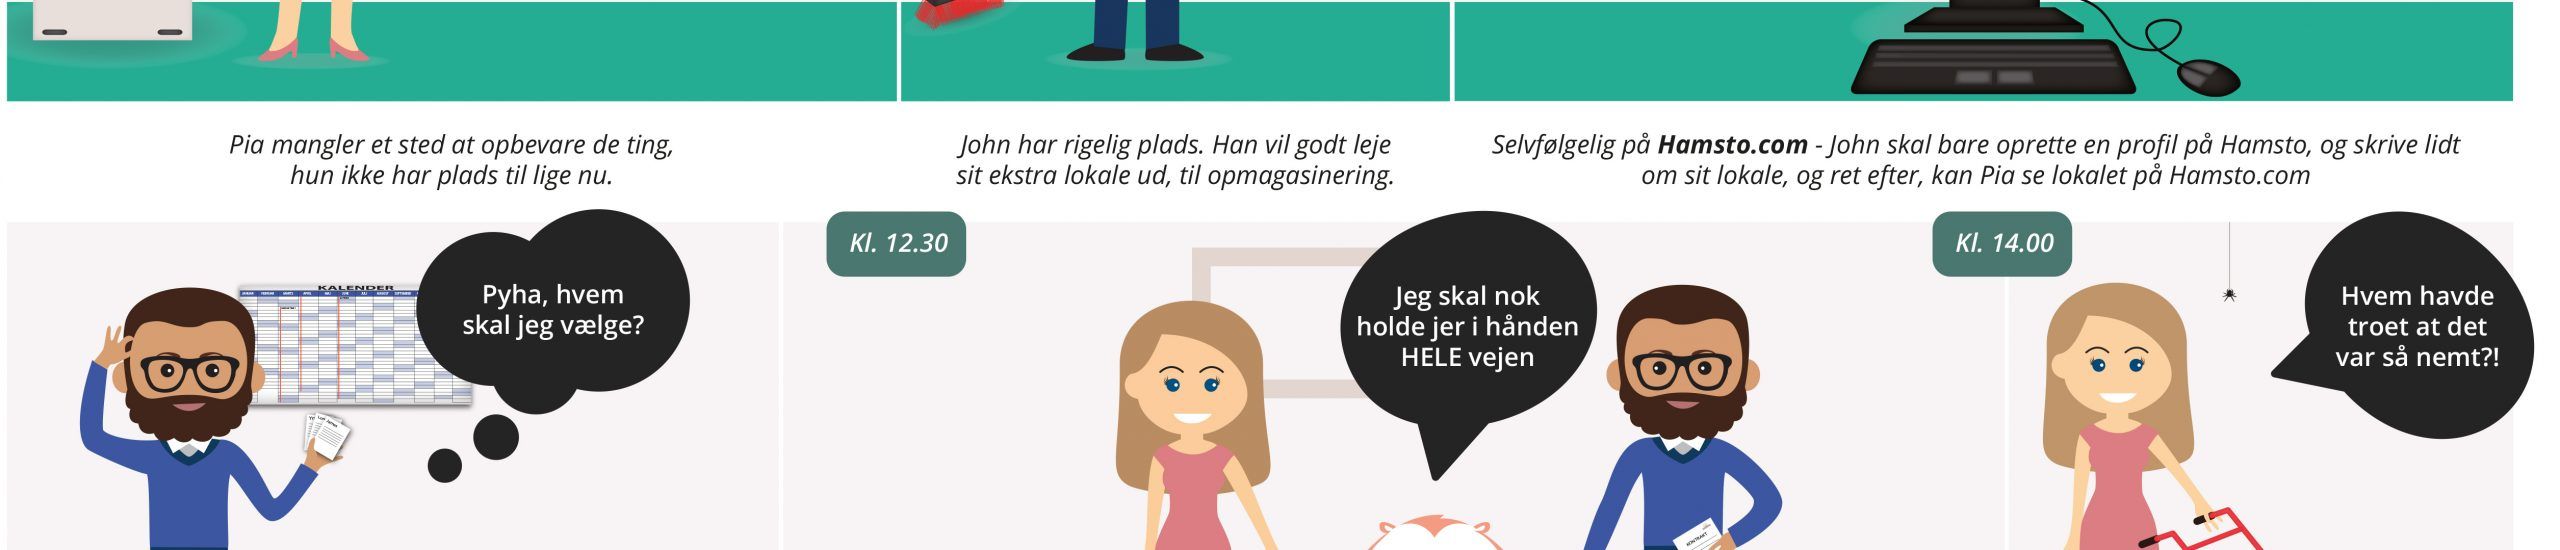 Pia mangler et sted at opbevare de ting,
hun ikke har plads til lige nu.
John har rigelig plads. Han vil godt leje
sit ekstra lokale ud, til opmagasinering.
Selvfølgelig på Hamsto.com - John skal bare oprette en profil på Hamsto, og skrive lidt
om sit lokale, og ret efter, kan Pia se lokalet på Hamsto.com
KALENDER
Pyha, hvem
skal jeg vælge?
Kl. 12.30
Jeg skal nok
holde jer i hånden
HELE vejen
KONTRAKT
Kl. 14.00
Hvem havde
troet at det
var så nemt?!